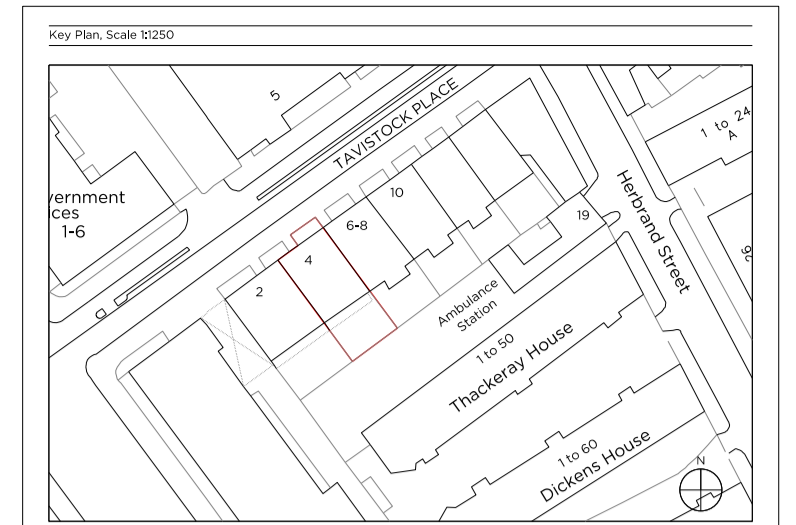 Key Plan, Scale 1:1250
5
TAVISTOCK PLACE
1 to 24
A
vernment
ces
1-6
Herbrand Street
10
6-8
19
4
2
26
Ambulance
Station
1 to 50
Thackeray House
1 to 60
Dickens House
N